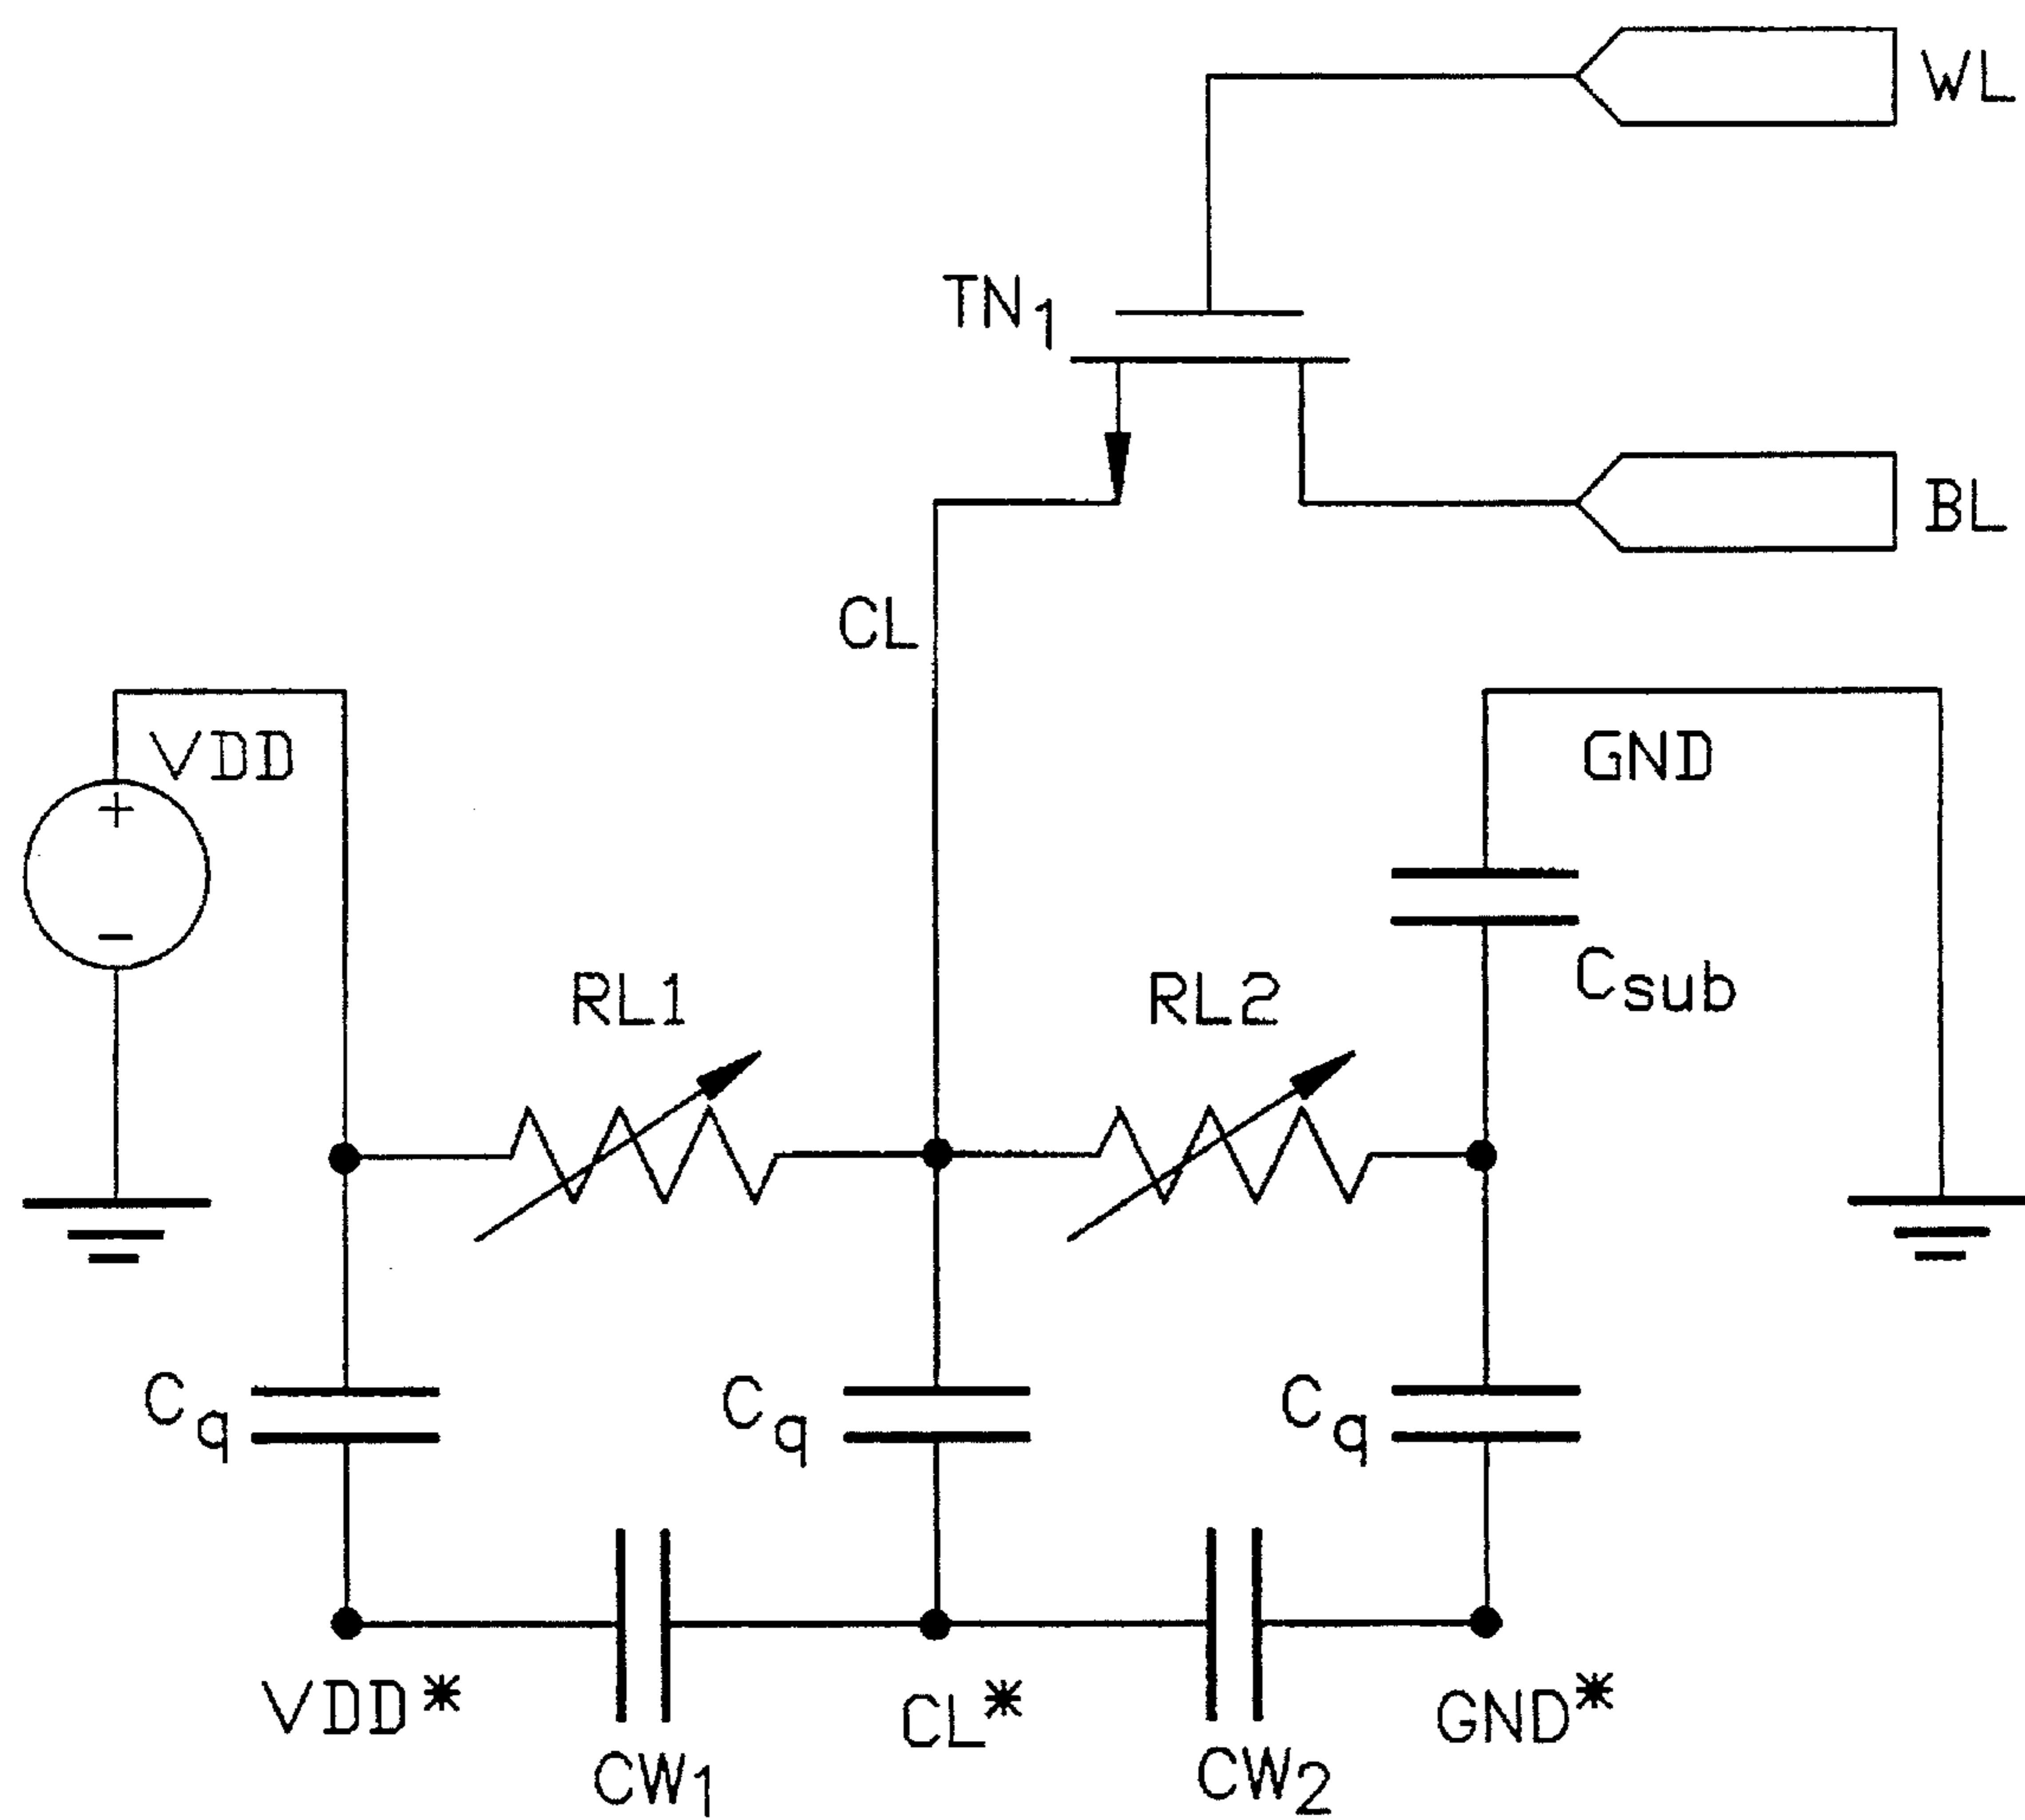 WL
TN1
BL
CL
VDD
GND
+
−
Csub
RL1
RL2
Cq
Cq
Cq
VDD*
CL*
GND*
CW1
CW2